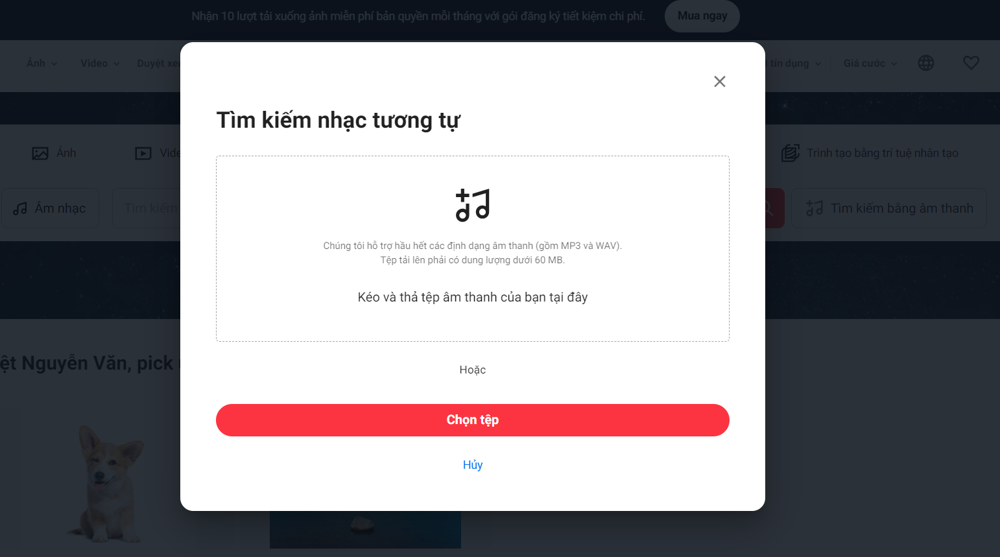 Nhận 10 lượt tải xuống ảnh miễn phí bản quyền mỗi tháng với gói đăng ký tiết kiệm chi phí. Mua ngay
Ảnh Video Duyệt tín dụng Giá cước
Tìm kiếm nhạc tương tự
Ảnh Trình tạo bằng trí tuệ nhân tạo
Âm nhạc Tìm kiếm Tìm kiếm bằng âm thanh
Chúng tôi hỗ trợ hầu hết các định dạng âm thanh (gồm MP3 và WAV).
Tệp tải lên phải có dung lượng dưới 60 MB.
Kéo và thả tệp âm thanh của bạn tại đây
Nguyễn Văn, pick
Hoặc
Chọn tệp
Hủy